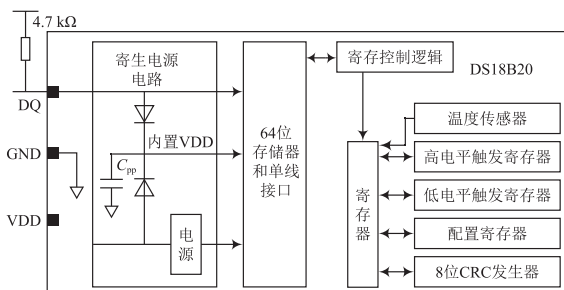 4.7 kΩ
寄生电源
电路
DQ
内置VDD
GND
Cpp
VDD
电
源
64位
存储器
和单线
接口
寄存控制逻辑
DS18B20
寄
存
器
温度传感器
高电平触发寄存器
低电平触发寄存器
配置寄存器
8位CRC发生器